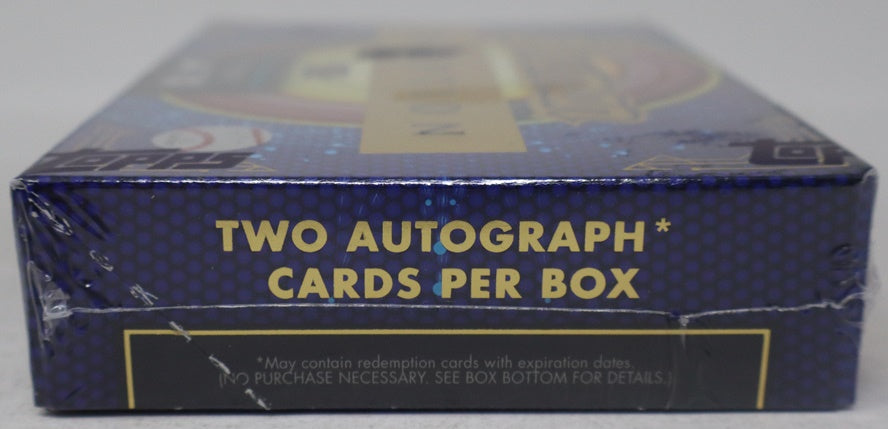 TOPPS
TWO AUTOGRAPH*
CARDS PER BOX
*May contain redemption cards with expiration dates.
(NO PURCHASE NECESSARY. SEE BOX BOTTOM FOR DETAILS.)